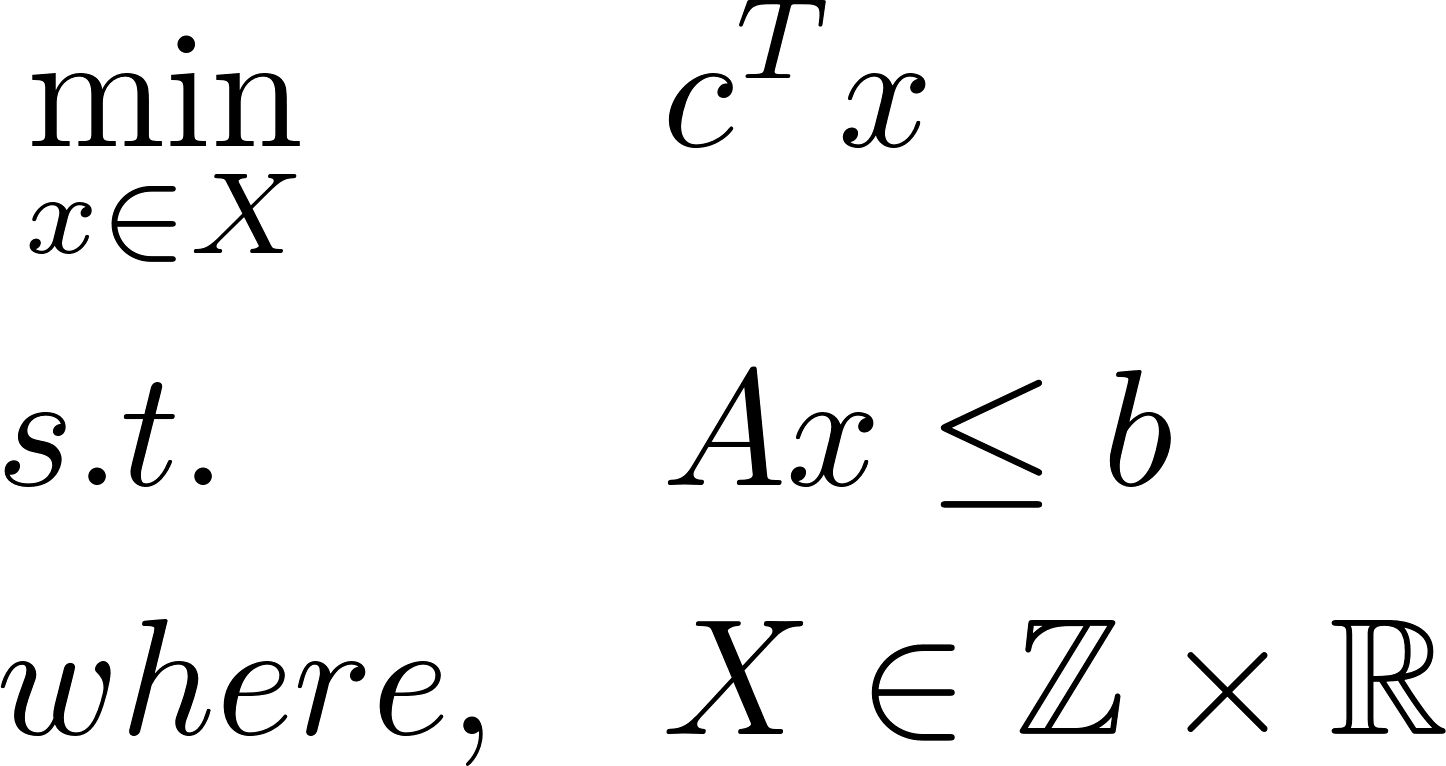 min x∈X c^T x
s.t. Ax ≤ b
where, X ∈ ℤ × ℝ